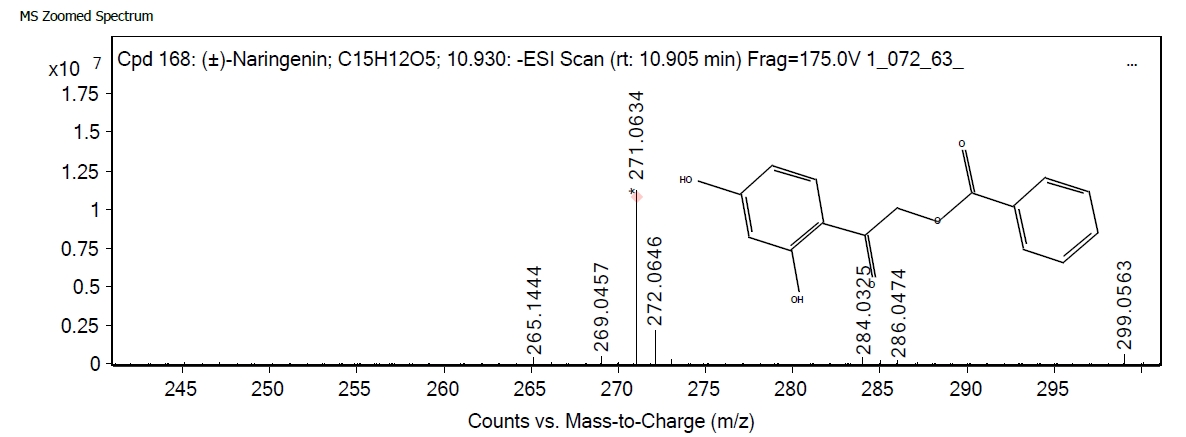 MS Zoomed Spectrum
x10 7
Cpd 168: (±)-Naringenin; C15H12O5; 10.930: -ESI Scan (rt: 10.905 min) Frag=175.0V 1_072_63_ ...
1.75
1.5
1.25
1
0.75
0.5
0.25
0
265.1444
269.0457
* 271.0634
272.0646
284.0325
286.0474
299.0563
HO
OH
O
O
O
O
245 250 255 260 265 270 275 280 285 290 295
Counts vs. Mass-to-Charge (m/z)